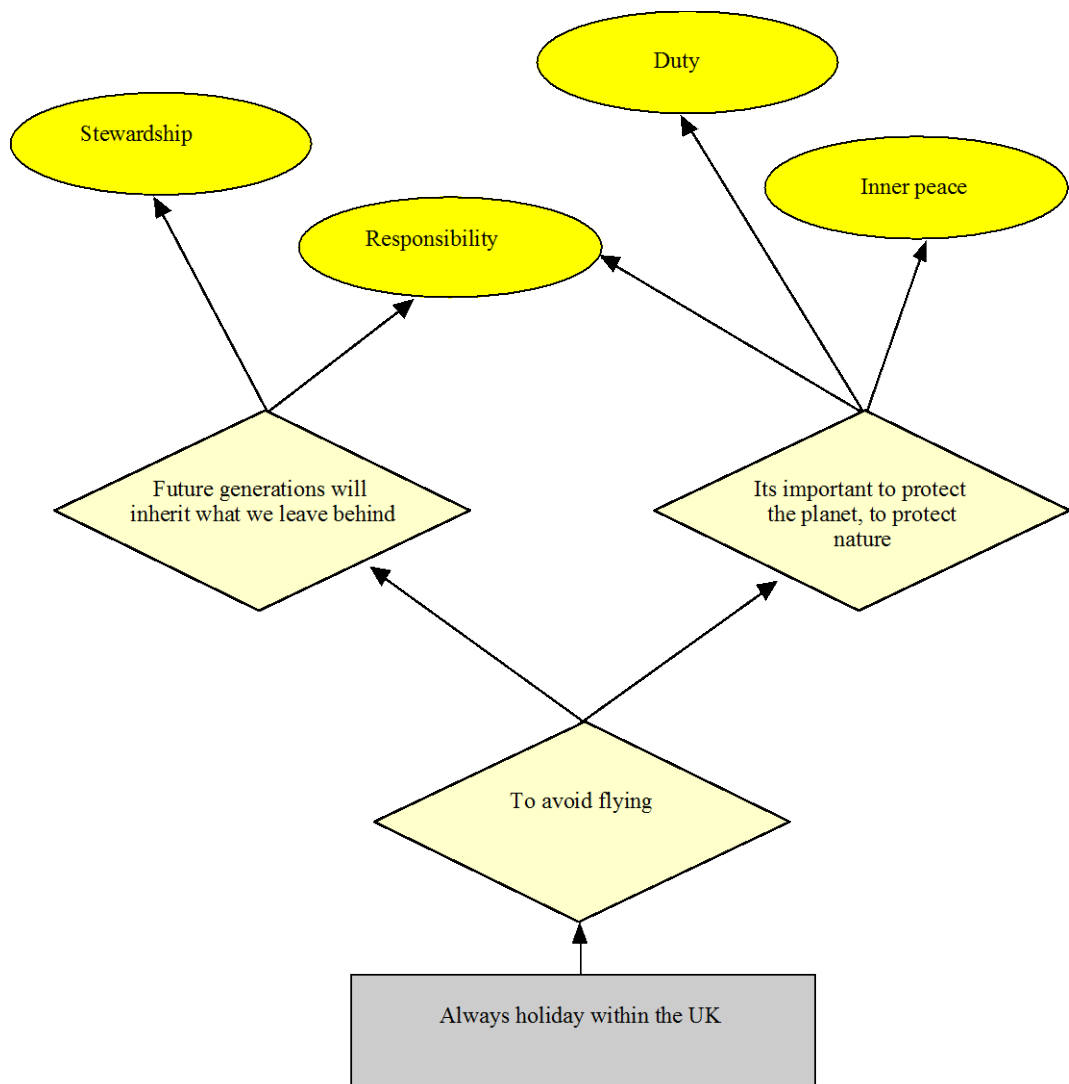 Duty
Stewardship
Inner peace
Responsibility
Future generations will
inherit what we leave behind
Its important to protect
the planet, to protect
nature
To avoid flying
Always holiday within the UK